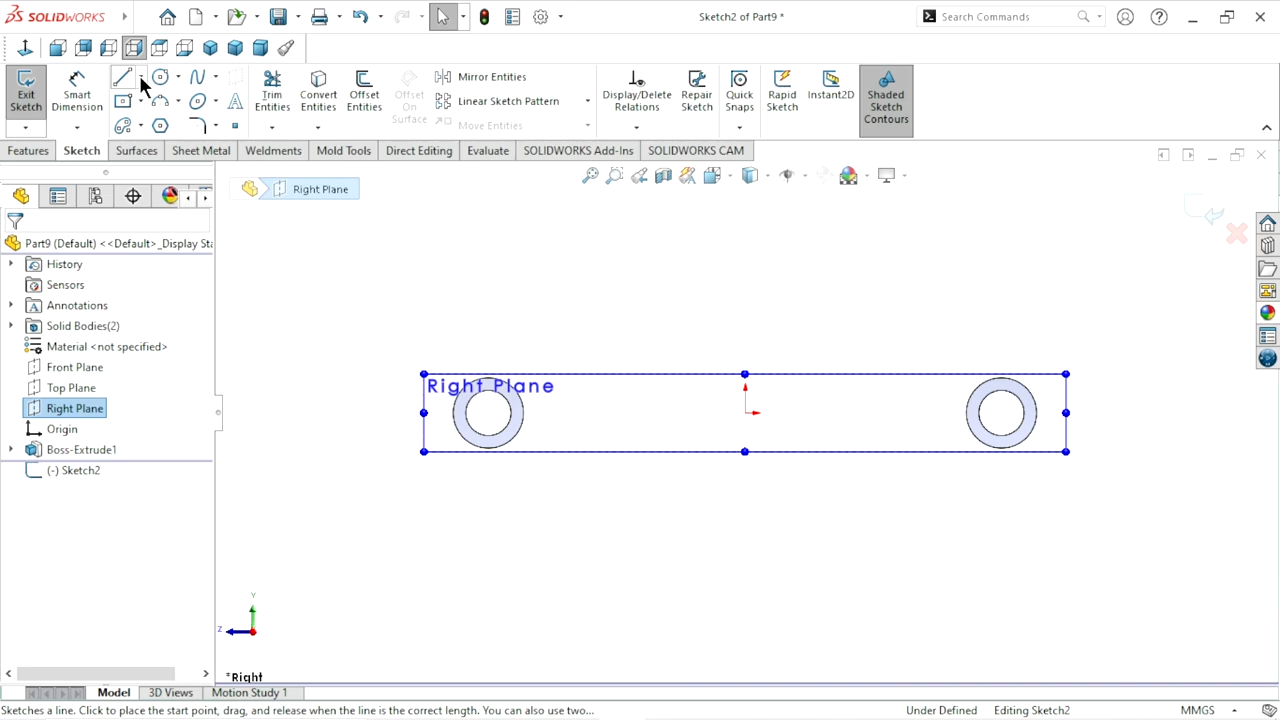 SOLIDWORKS
Sketch2 of Part9 *
Search Commands
Exit Sketch
Smart Dimension
Trim Entities
Convert Entities
Offset Entities
Offset On Surface
Mirror Entities
Linear Sketch Pattern
Move Entities
Display/Delete Relations
Repair Sketch
Quick Snaps
Rapid Sketch
Instant2D
Shaded Sketch Contours
Features
Sketch
Surfaces
Sheet Metal
Weldments
Mold Tools
Direct Editing
Evaluate
SOLIDWORKS Add-Ins
SOLIDWORKS CAM
Right Plane
Part9 (Default) <<Default>_Display Sta
History
Sensors
Annotations
Solid Bodies(2)
Material <not specified>
Front Plane
Top Plane
Right Plane
Origin
Boss-Extrude1
(-) Sketch2
Right Plane
Y
Z
*Right
Model
3D Views
Motion Study 1
Sketches a line. Click to place the start point, drag, and release when the line is the correct length. You can also use two...
Under Defined
Editing Sketch2
MMGS